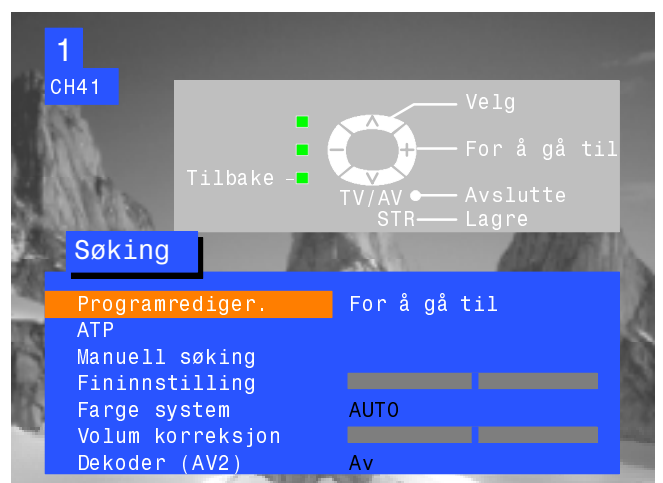 1
CH41
Velg
For å gå til
Tilbake
TV/AV Avslutte
STR Lagre
Søking
Programrediger. For å gå til
ATP
Manuell søking
Fininnstilling
Farge system AUTO
Volum korreksjon
Dekoder (AV2) Av